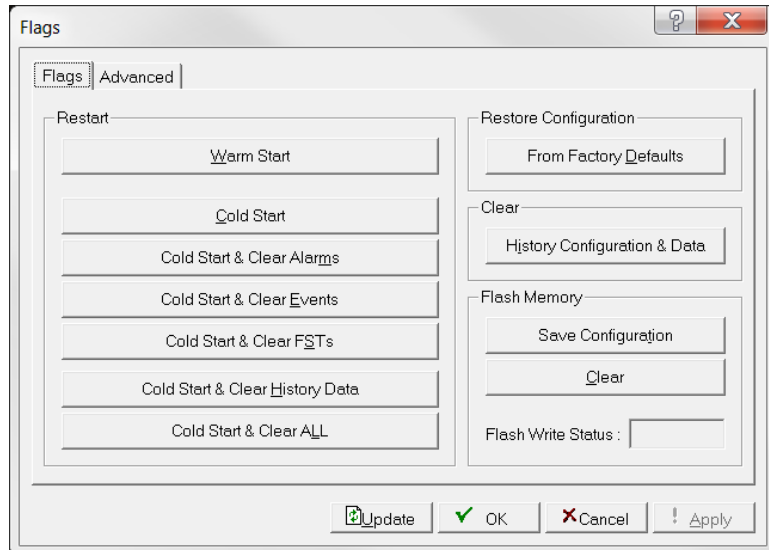 Flags
Flags Advanced
Restart
Warm Start
Cold Start
Cold Start & Clear Alarms
Cold Start & Clear Events
Cold Start & Clear FSTs
Cold Start & Clear History Data
Cold Start & Clear ALL
Restore Configuration
From Factory Defaults
Clear
History Configuration & Data
Flash Memory
Save Configuration
Clear
Flash Write Status :
Update OK Cancel ! Apply